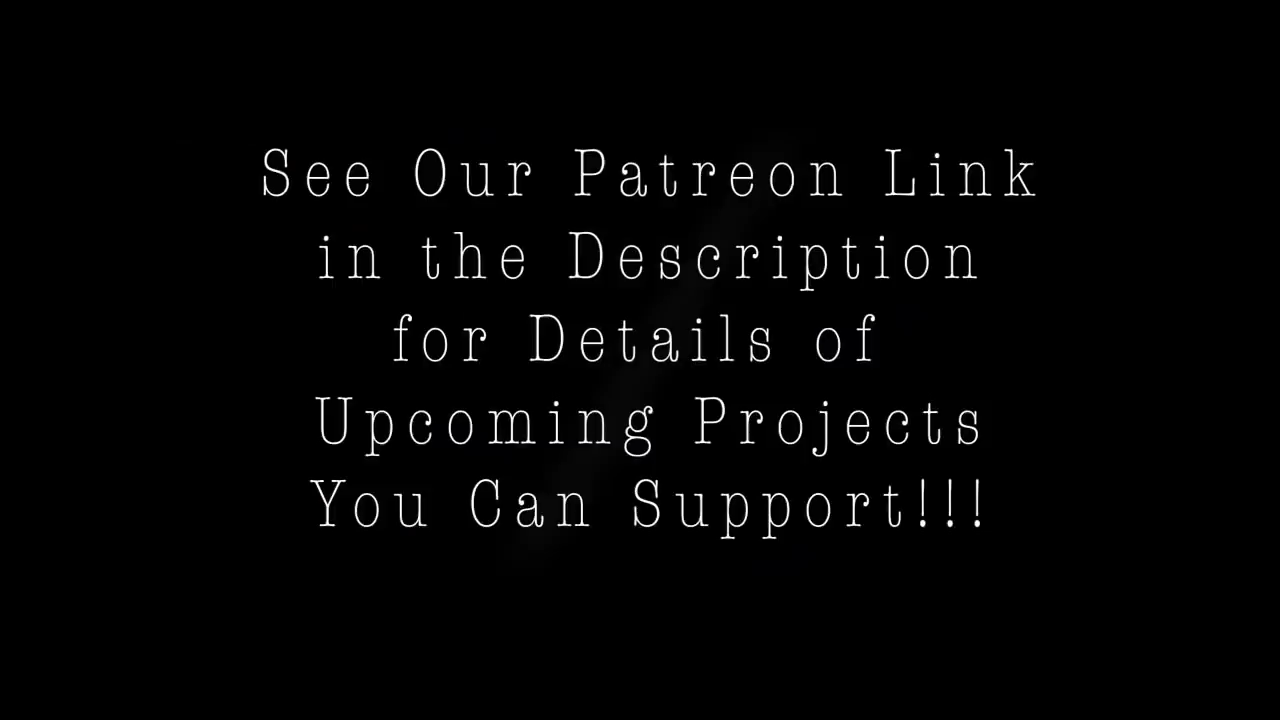 See Our Patreon Link
in the Description
for Details of
Upcoming Projects
You Can Support!!!